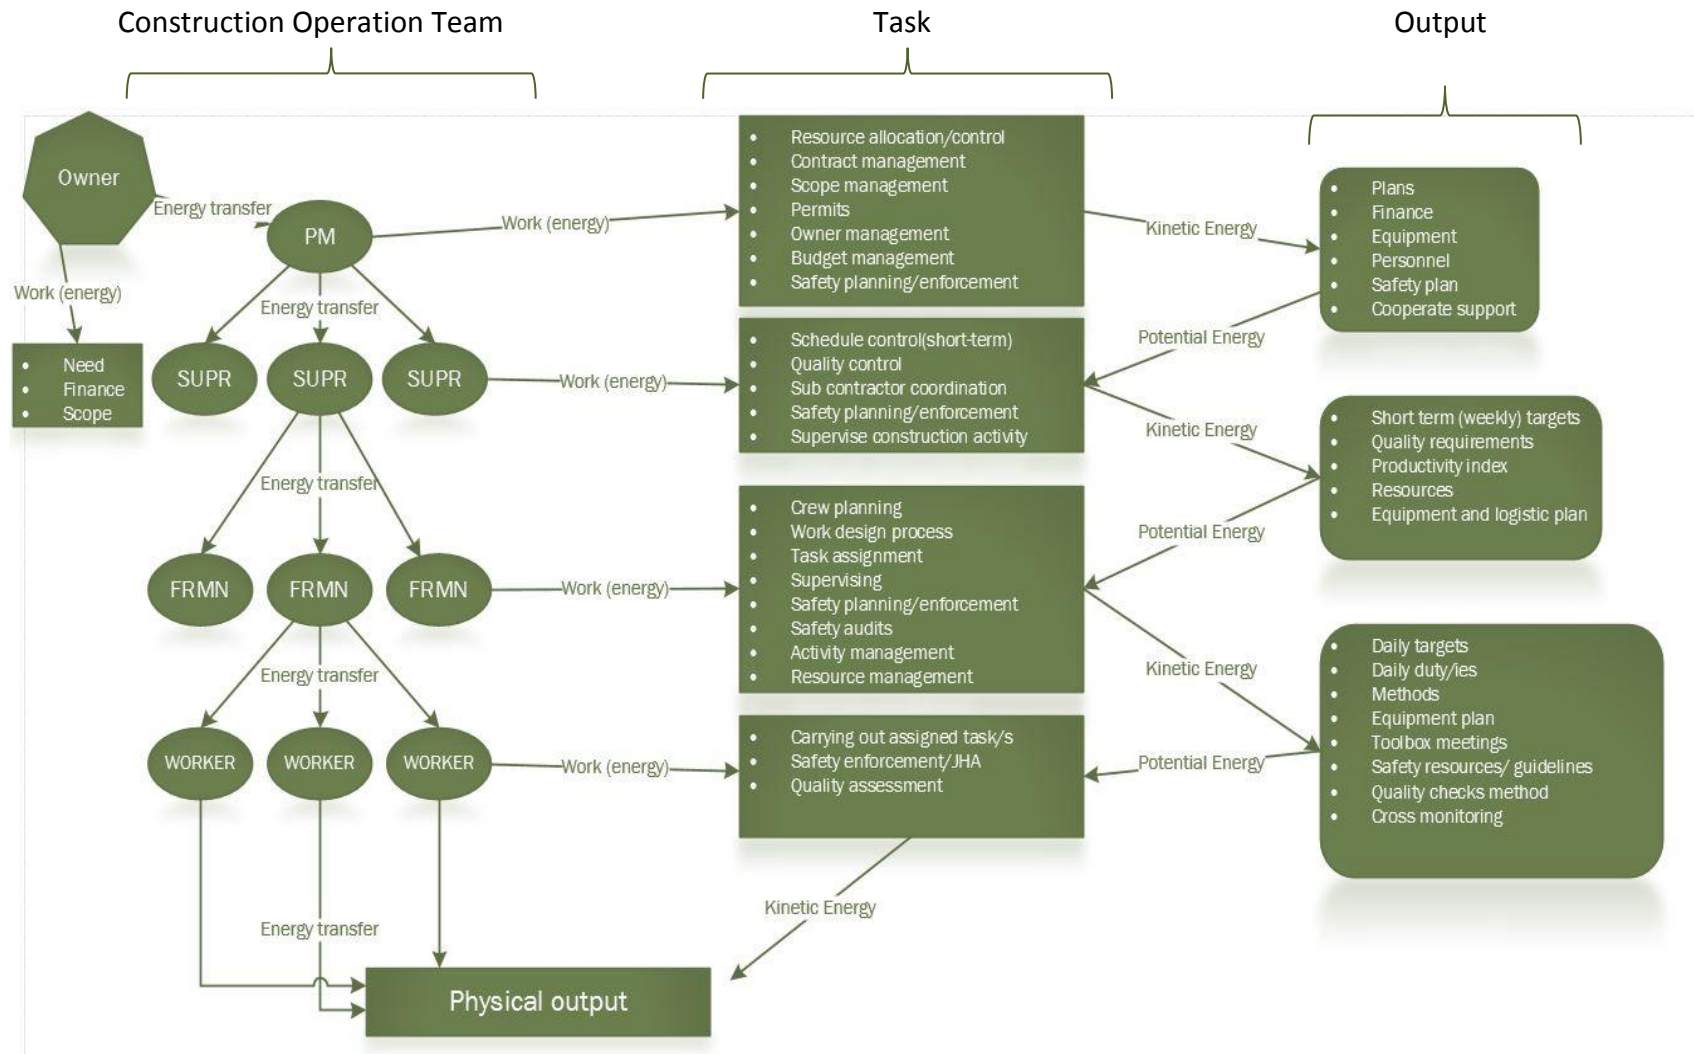 Construction Operation Team
Task
Output
Owner
Energy transfer
PM
Work (energy)
• Resource allocation/control
• Contract management
• Scope management
• Permits
• Owner management
• Budget management
• Safety planning/enforcement
Kinetic Energy
• Plans
• Finance
• Equipment
• Personnel
• Safety plan
• Cooperate support
Work (energy)
• Need
• Finance
• Scope
Energy transfer
SUPR
SUPR
SUPR
Work (energy)
• Schedule control(short-term)
• Quality control
• Sub contractor coordination
• Safety planning/enforcement
• Supervise construction activity
Potential Energy
Kinetic Energy
• Short term (weekly) targets
• Quality requirements
• Productivity index
• Resources
• Equipment and logistic plan
Energy transfer
FRMN
FRMN
FRMN
Work (energy)
• Crew planning
• Work design process
• Task assignment
• Supervising
• Safety planning/enforcement
• Safety audits
• Activity management
• Resource management
Potential Energy
Kinetic Energy
• Daily targets
• Daily duty/ies
• Methods
• Equipment plan
• Toolbox meetings
• Safety resources/ guidelines
• Quality checks method
• Cross monitoring
Energy transfer
WORKER
WORKER
WORKER
Work (energy)
• Carrying out assigned task/s
• Safety enforcement/JHA
• Quality assessment
Potential Energy
Kinetic Energy
Energy transfer
Physical output